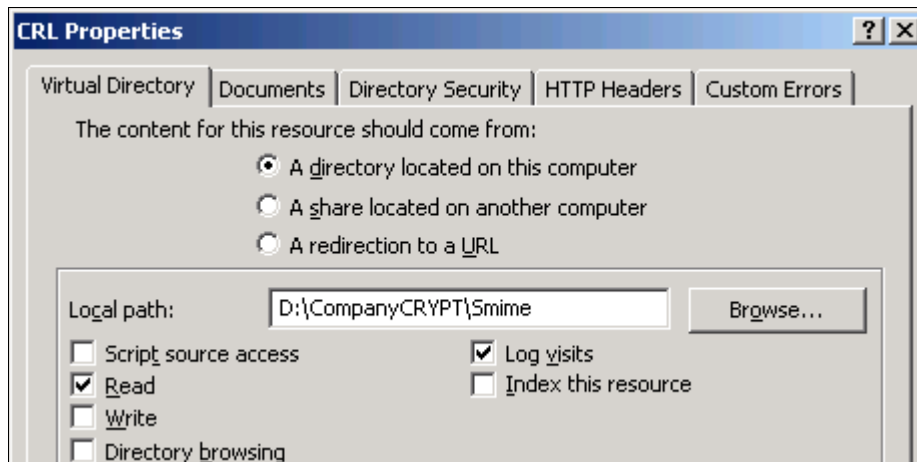 CRL Properties
Virtual Directory Documents Directory Security HTTP Headers Custom Errors
The content for this resource should come from:
A directory located on this computer
A share located on another computer
A redirection to a URL
Local path: D:\CompanyCRYPT\Smime Browse...
Script source access Log visits
Read Index this resource
Write
Directory browsing